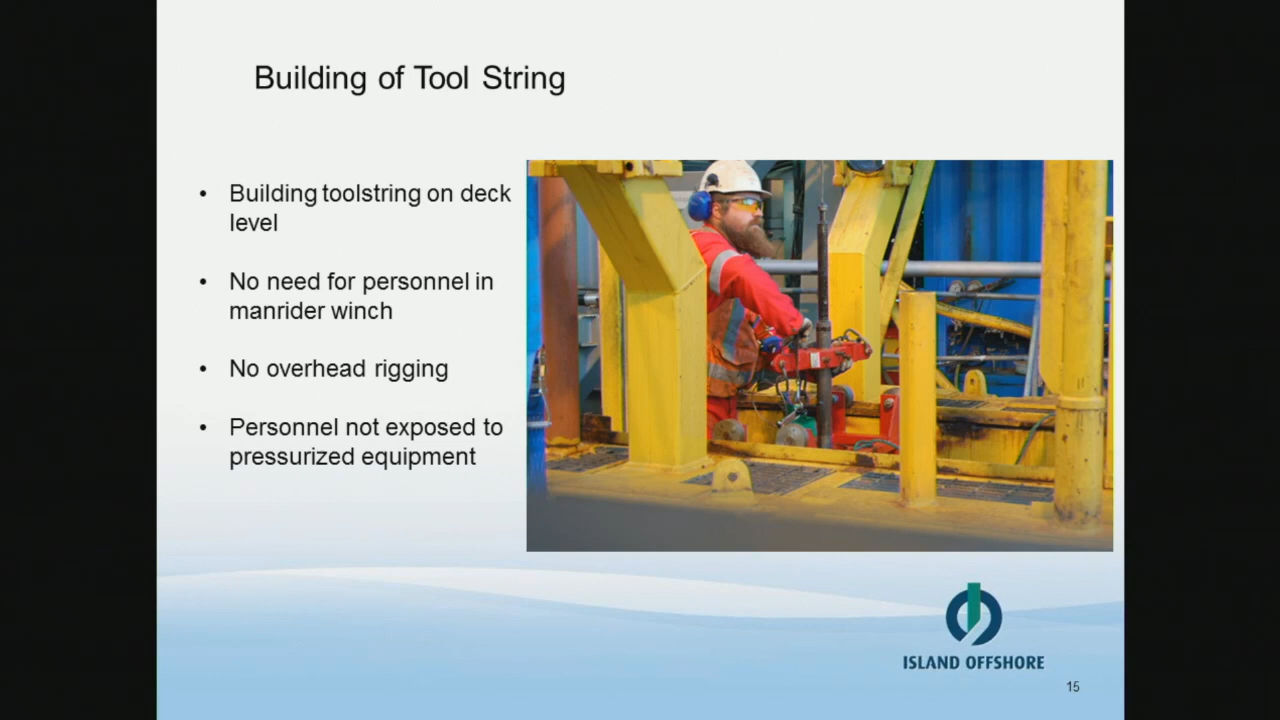 Building of Tool String
• Building toolstring on deck
level
• No need for personnel in
manrider winch
• No overhead rigging
• Personnel not exposed to
pressurized equipment
ISLAND OFFSHORE
15